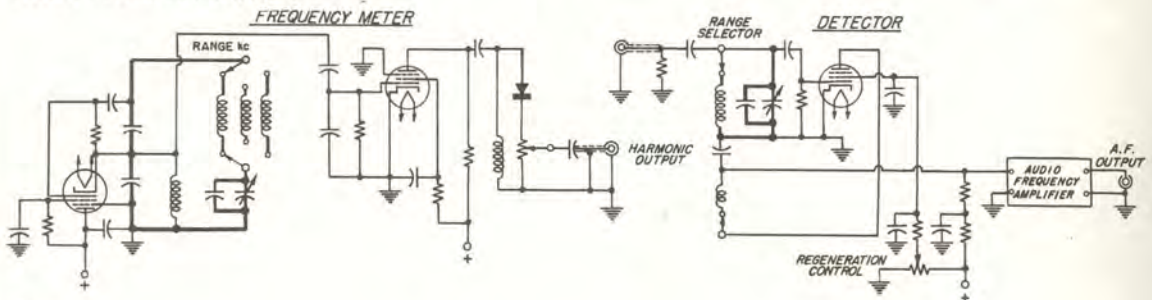 FREQUENCY METER
RANGE kc
HARMONIC
OUTPUT
RANGE
SELECTOR
DETECTOR
REGENERATION
CONTROL
AUDIO
FREQUENCY
AMPLIFIER
A.F.
OUTPUT
+
+
+